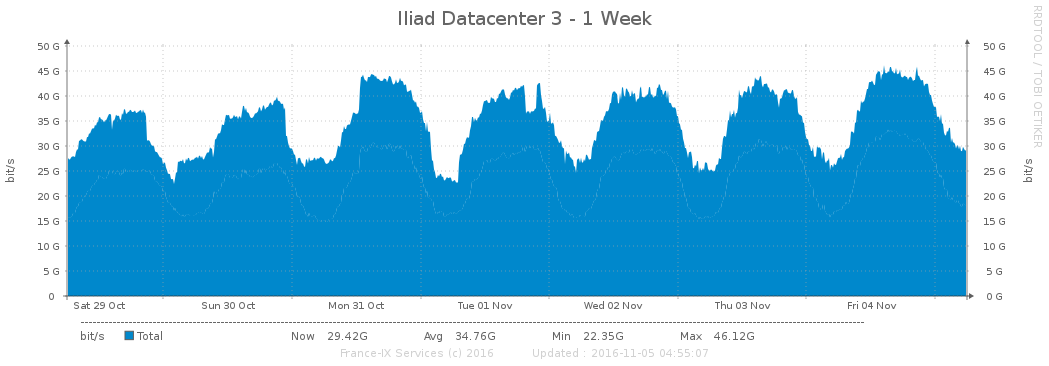 Iliad Datacenter 3 - 1 Week
RRDTOOL / TOBI OETIKER
50 G 50 G
45 G 45 G
40 G 40 G
35 G 35 G
30 G 30 G
25 G 25 G
20 G 20 G
15 G 15 G
10 G 10 G
5 G 5 G
0 0 G
bit/s bit/s
Sat 29 Oct Sun 30 Oct Mon 31 Oct Tue 01 Nov Wed 02 Nov Thu 03 Nov Fri 04 Nov
bit/s Total Now 29.42G Avg 34.76G Min 22.35G Max 46.12G
France-IX Services (c) 2016 Updated : 2016-11-05 04:55:07